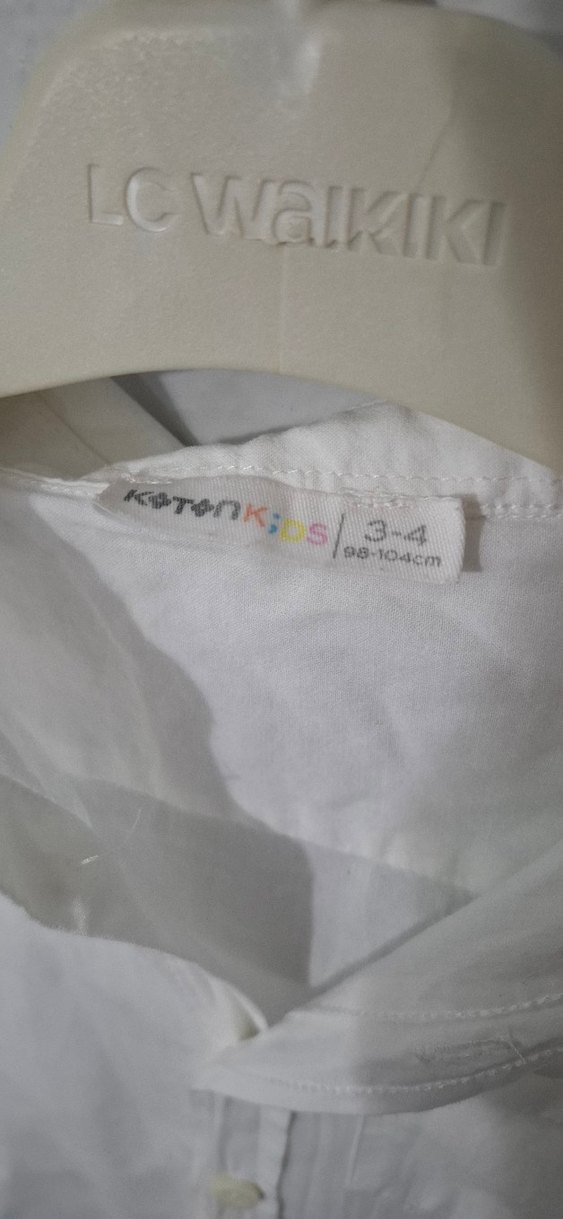 LC Waikiki
KOTON KiDS | 3-4
98-104cm